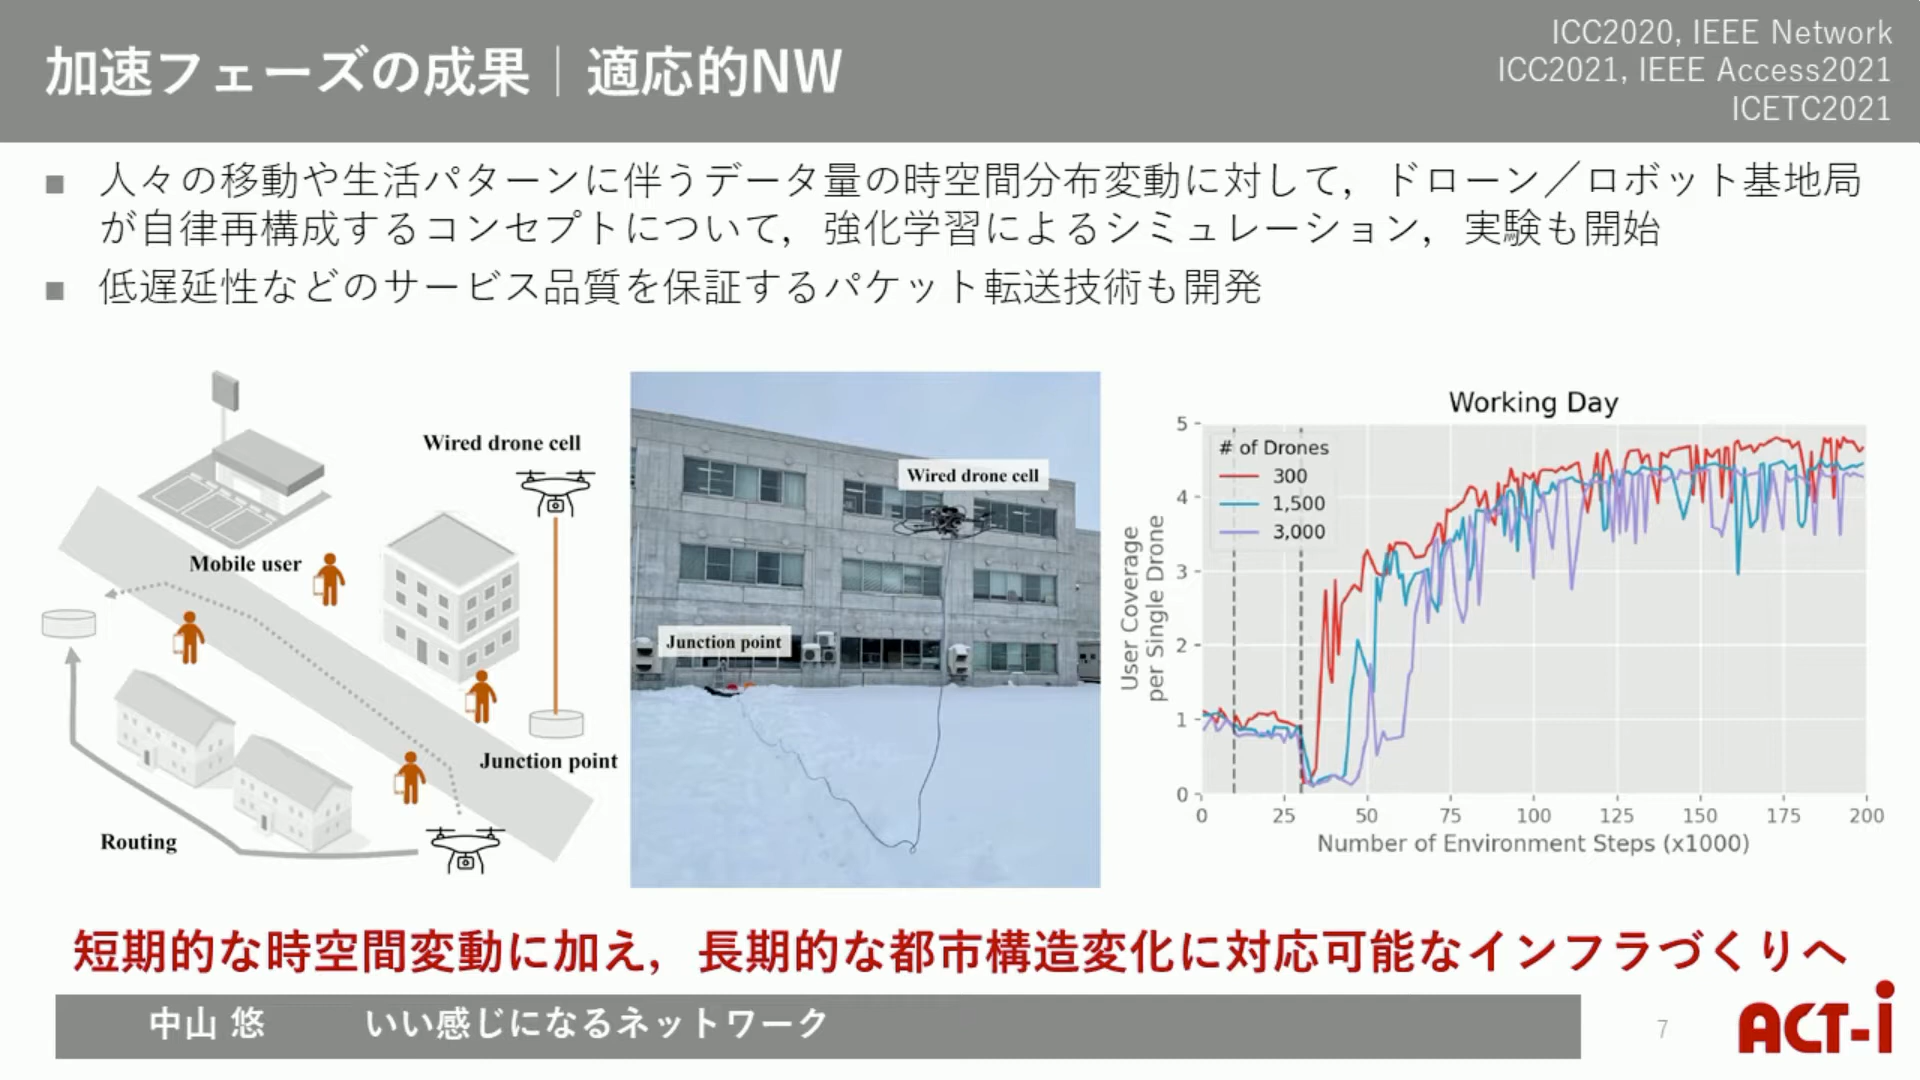 加速フェーズの成果｜適応的NW
ICC2020, IEEE Network
ICC2021, IEEE Access2021
ICETC2021
■ 人々の移動や生活パターンに伴うデータ量の時空間分布変動に対して，ドローン／ロボット基地局
が自律再構成するコンセプトについて，強化学習によるシミュレーション，実験も開始
■ 低遅延性などのサービス品質を保証するパケット転送技術も開発
Wired drone cell
Mobile user
Junction point
Routing
Wired drone cell
Junction point
Working Day
# of Drones
300
1,500
3,000
User Coverage
per Single Drone
5
4
3
2
1
0
0 25 50 75 100 125 150 175 200
Number of Environment Steps (x1000)
短期的な時空間変動に加え，長期的な都市構造変化に対応可能なインフラづくりへ
中山 悠 いい感じになるネットワーク
7
ACT-i